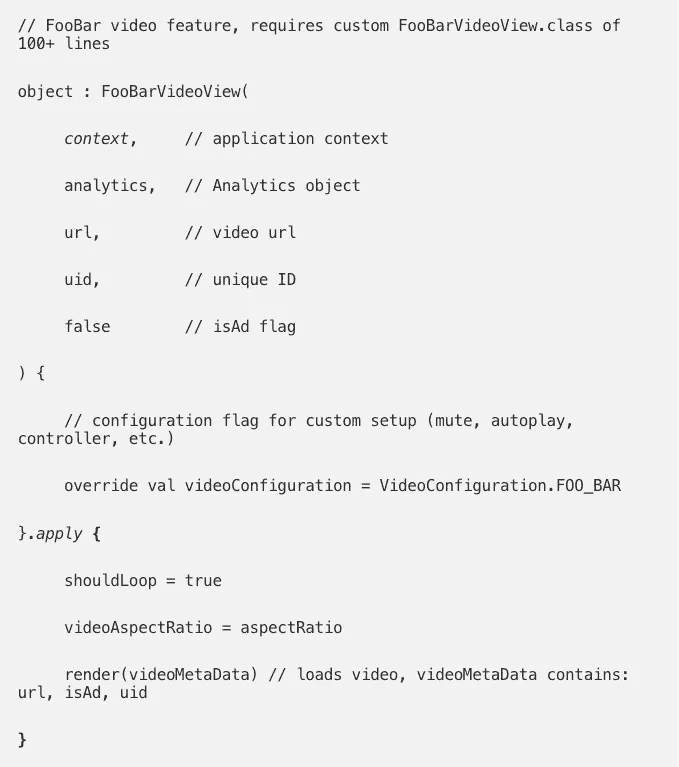 // FooBar video feature, requires custom FooBarVideoView.class of
100+ lines
object : FooBarVideoView(
context, // application context
analytics, // Analytics object
url, // video url
uid, // unique ID
false // isAd flag
) {
// configuration flag for custom setup (mute, autoplay,
controller, etc.)
override val videoConfiguration = VideoConfiguration.FOO_BAR
}.apply {
shouldLoop = true
videoAspectRatio = aspectRatio
render(videoMetaData) // loads video, videoMetaData contains:
url, isAd, uid
}